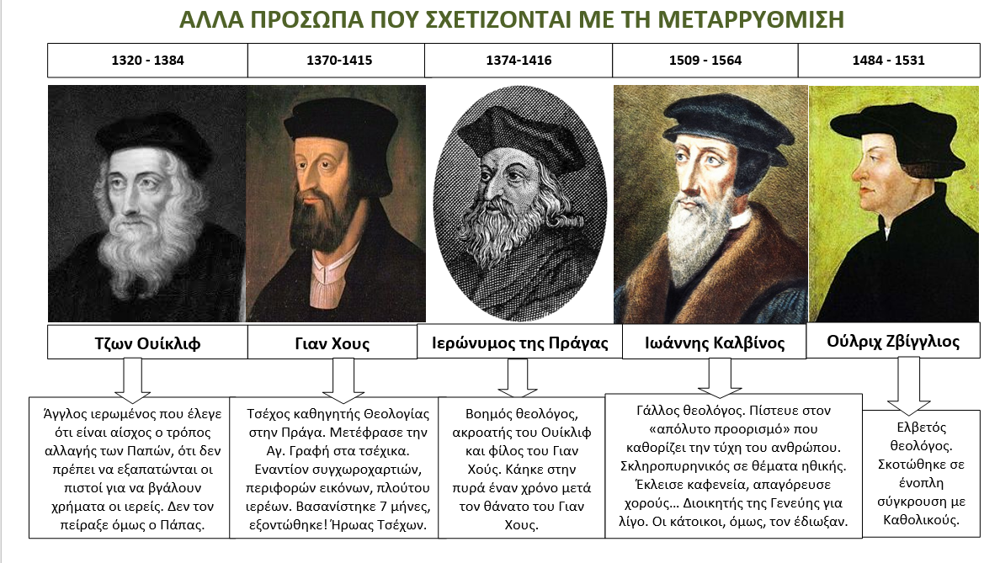 ΑΛΛΑ ΠΡΟΣΩΠΑ ΠΟΥ ΣΧΕΤΙΖΟΝΤΑΙ ΜΕ ΤΗ ΜΕΤΑΡΡΥΘΜΙΣΗ
1320 - 1384
1370-1415
1374-1416
1509 - 1564
1484 - 1531
Τζων Ουίκλιφ
Γιαν Χους
Ιερώνυμος της Πράγας
Ιωάννης Καλβίνος
Ούλριχ Ζβίγγλιος
Άγγλος ιερωμένος που έλεγε
ότι είναι αίσχος ο τρόπος
αλλαγής των Παπών, ότι δεν
πρέπει να εξαπατώνται οι
πιστοί για να βγάλουν
χρήματα οι ιερείς. Δεν τον
πείραξε όμως ο Πάπας.
Τσέχος καθηγητής Θεολογίας
στην Πράγα. Μετέφρασε την
Αγ. Γραφή στα τσέχικα.
Εναντίον συγχωροχαρτιών,
περιφορών εικόνων, πλούτου
ιερέων. Βασανίστηκε 7 μήνες,
εξοντώθηκε! Ήρωας Τσέχων.
Βοημός θεολόγος,
ακροατής του Ουίκλιφ
και φίλος του Γιαν
Χούς. Κάηκε στην
πυρά έναν χρόνο μετά
τον θάνατο του Γιαν
Χους.
Γάλλος θεολόγος. Πίστευε στον
«απόλυτο προορισμό» που
καθορίζει την τύχη του ανθρώπου.
Σκληροπυρηνικός σε θέματα ηθικής.
Έκλεισε καφενεία, απαγόρευσε
χορούς... Διοικητής της Γενεύης για
λίγο. Οι κάτοικοι, όμως, τον έδιωξαν.
Ελβετός
θεολόγος.
Σκοτώθηκε σε
ένοπλη
σύγκρουση με
Καθολικούς.